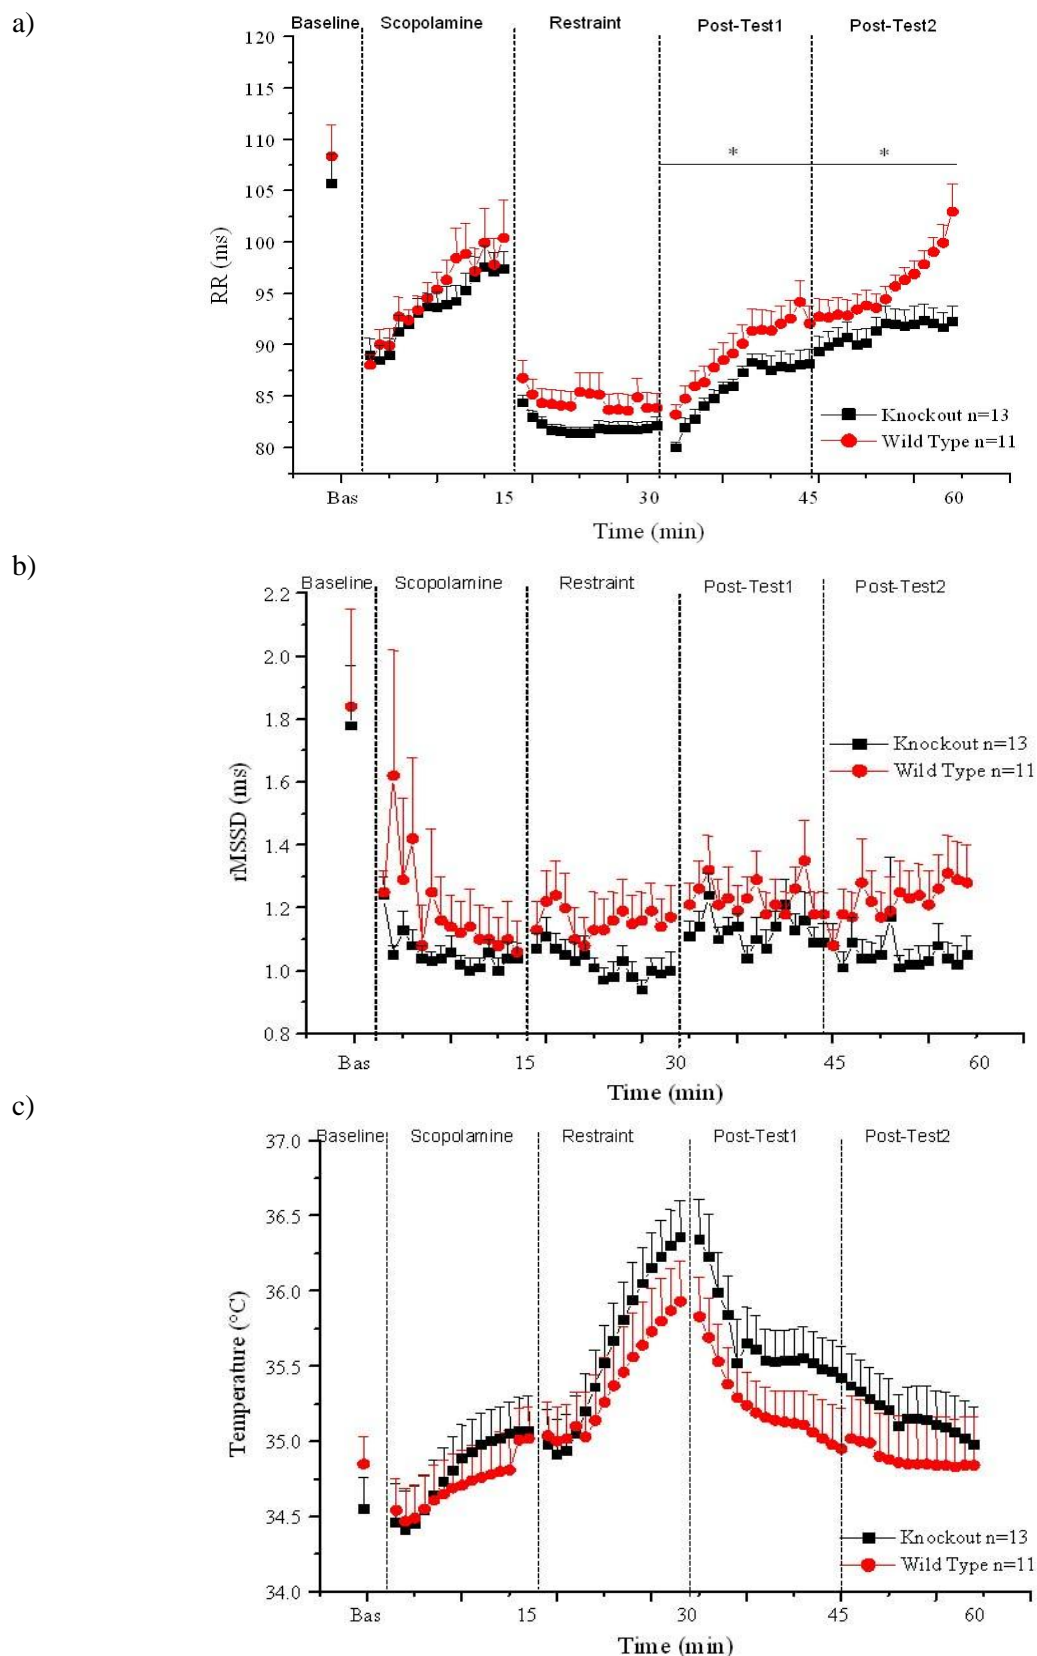 a)
Baseline Scopolamine Restraint Post-Test1 Post-Test2
120
115
110
105
100
95
90
85
80
RR (ms)
* *
Knockout n=13
Wild Type n=11
Bas 15 30 45 60
Time (min)
b)
Baseline Scopolamine Restraint Post-Test1 Post-Test2
2.2
2.0
1.8
1.6
1.4
1.2
1.0
0.8
rMSSD (ms)
Knockout n=13
Wild Type n=11
Bas 15 30 45 60
Time (min)
c)
Baseline Scopolamine Restraint Post-Test1 Post-Test2
37.0
36.5
36.0
35.5
35.0
34.5
34.0
Temperature (°C)
Knockout n=13
Wild Type n=11
Bas 15 30 45 60
Time (min)